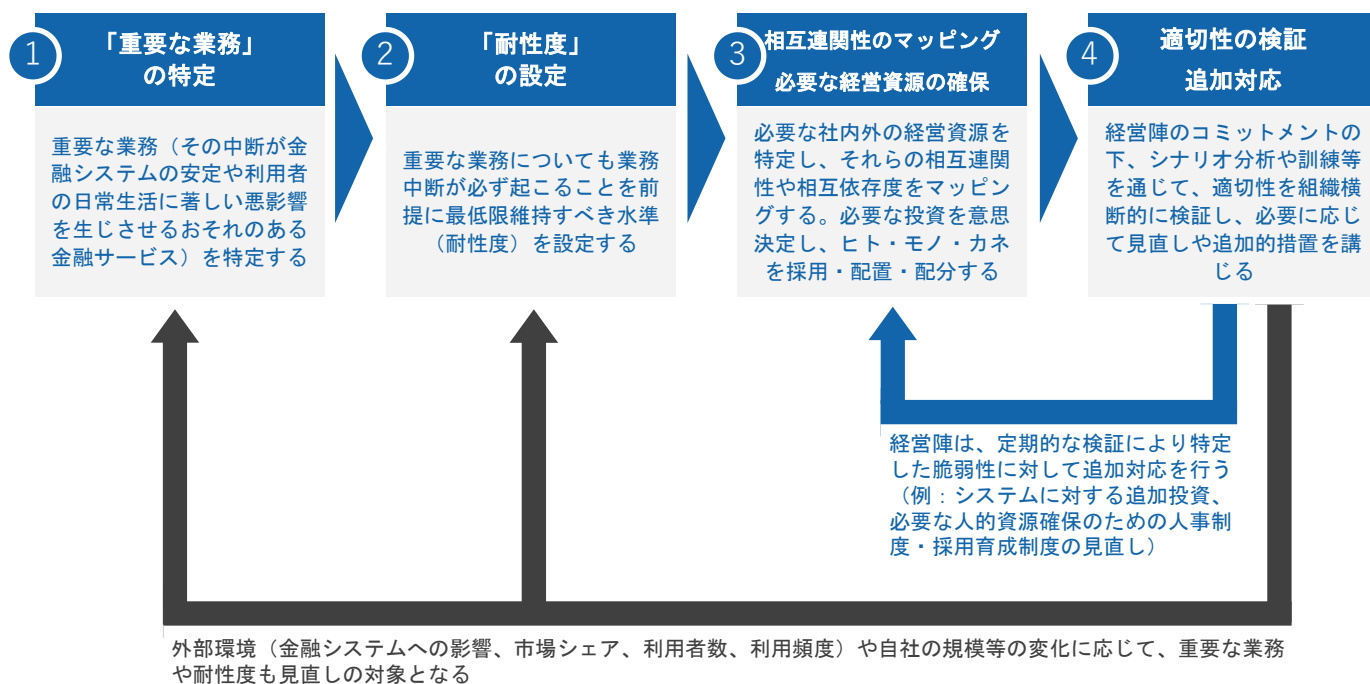 1
「重要な業務」
の特定
重要な業務（その中断が金
融システムの安定や利用者
の日常生活に著しい悪影響
を生じさせるおそれのある
金融サービス）を特定する
2
「耐性度」
の設定
重要な業務についても業務
中断が必ず起こることを前
提に最低限維持すべき水準
（耐性度）を設定する
3
相互連関性のマッピング
必要な経営資源の確保
必要な社内外の経営資源を
特定し、それらの相互連関
性や相互依存度をマッピン
グする。必要な投資を意思
決定し、ヒト・モノ・カネ
を採用・配置・配分する
4
適切性の検証
追加対応
経営陣のコミットメントの
下、シナリオ分析や訓練等
を通じて、適切性を組織横
断的に検証し、必要に応じ
て見直しや追加的措置を講
じる
経営陣は、定期的な検証により特定
した脆弱性に対して追加対応を行う
（例：システムに対する追加投資、
必要な人的資源確保のための人事制
度・採用育成制度の見直し）
外部環境（金融システムへの影響、市場シェア、利用者数、利用頻度）や自社の規模等の変化に応じて、重要な業務
や耐性度も見直しの対象となる